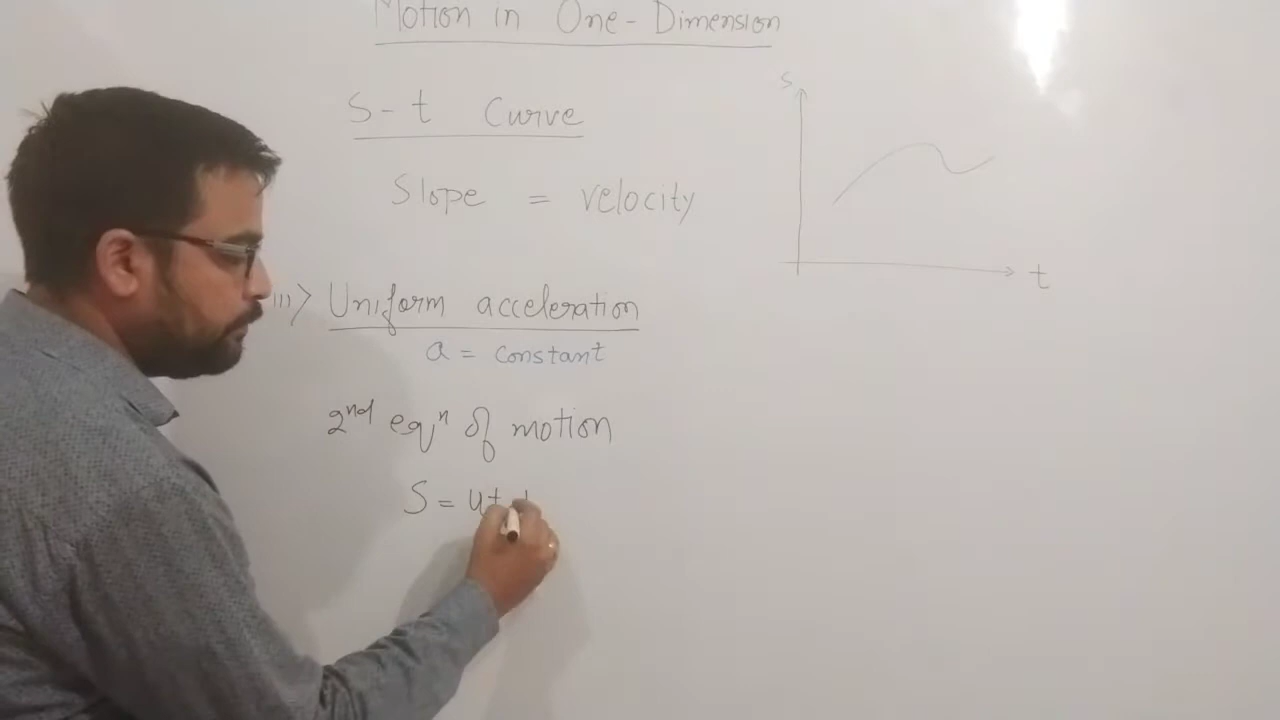 Motion in One - Dimension
S
S - t Curve
Slope = velocity
t
iii> Uniform acceleration
a = constant
2nd eqn of motion
S = ut +